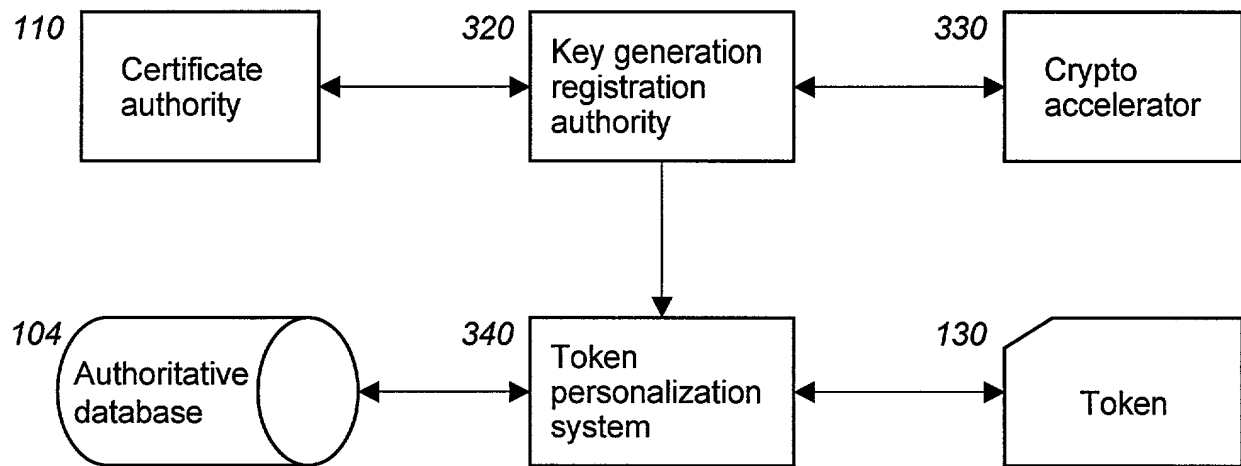 110
Certificate
authority
320
Key generation
registration
authority
330
Crypto
accelerator
104
Authoritative
database
340
Token
personalization
system
130
Token